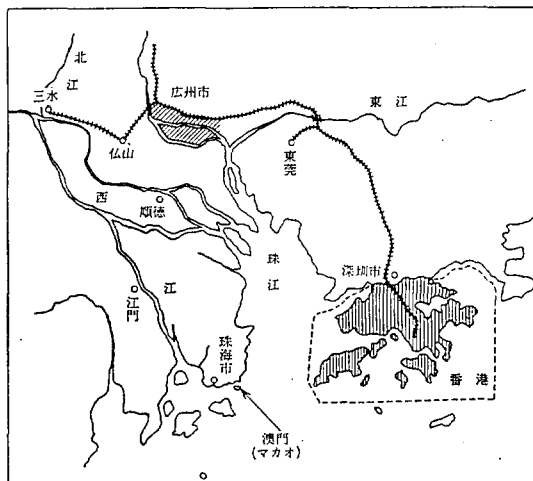 北江
三水
広州市
東江
仏山
東莞
西江
順徳
珠江
深圳市
江門
珠海市
香港
澳門
(マカオ)